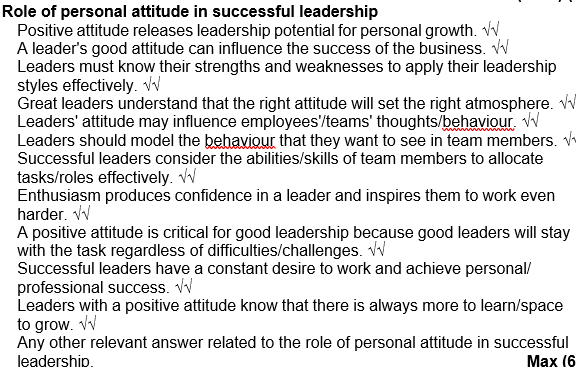 Role of personal attitude in successful leadership
Positive attitude releases leadership potential for personal growth. √√
A leader's good attitude can influence the success of the business. √√
Leaders must know their strengths and weaknesses to apply their leadership
styles effectively. √√
Great leaders understand that the right attitude will set the right atmosphere. √√
Leaders' attitude may influence employees'/teams' thoughts/behaviour. √√
Leaders should model the behaviour that they want to see in team members. √√
Successful leaders consider the abilities/skills of team members to allocate
tasks/roles effectively. √√
Enthusiasm produces confidence in a leader and inspires them to work even
harder. √√
A positive attitude is critical for good leadership because good leaders will stay
with the task regardless of difficulties/challenges. √√
Successful leaders have a constant desire to work and achieve personal/
professional success. √√
Leaders with a positive attitude know that there is always more to learn/space
to grow. √√
Any other relevant answer related to the role of personal attitude in successful
leadership. Max (6